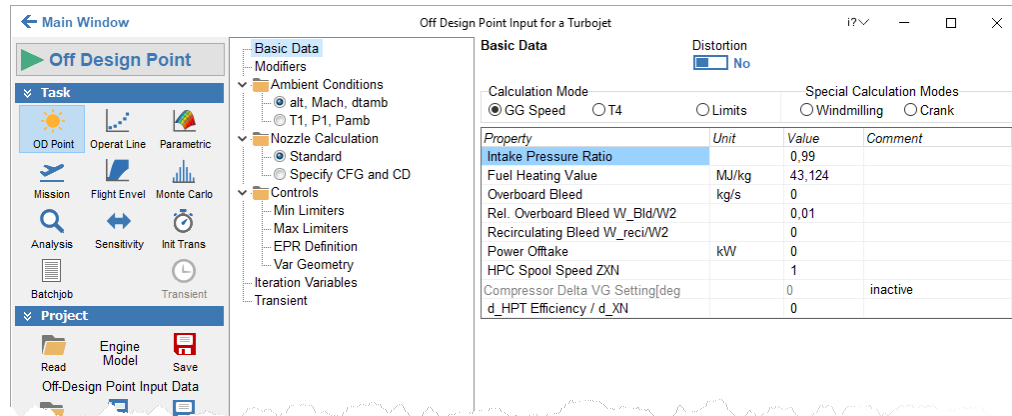 Main Window
Off Design Point Input for a Turbojet
i?
Off Design Point
Task
OD Point Operat Line Parametric
Mission Flight Envel Monte Carlo
Analysis Sensitivity Init Trans
Batchjob Transient
Project
Read Engine Model Save
Off-Design Point Input Data
Basic Data
Modifiers
Ambient Conditions
alt, Mach, dtamb
T1, P1, Pamb
Nozzle Calculation
Standard
Specify CFG and CD
Controls
Min Limiters
Max Limiters
EPR Definition
Var Geometry
Iteration Variables
Transient
Basic Data
Distortion
No
Calculation Mode Special Calculation Modes
GG Speed T4 Limits Windmilling Crank
Property Unit Value Comment
Intake Pressure Ratio 0,99
Fuel Heating Value MJ/kg 43,124
Overboard Bleed kg/s 0
Rel. Overboard Bleed W_Bld/W2 0,01
Recirculating Bleed W_reci/W2 0
Power Offtake kW 0
HPC Spool Speed ZXN 1
Compressor Delta VG Setting[deg 0 inactive
d_HPT Efficiency / d_XN 0